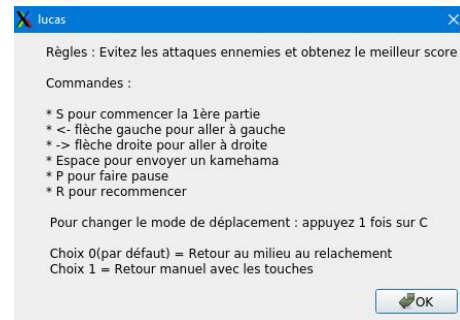 lucas
Règles : Evitez les attaques ennemies et obtenez le meilleur score
Commandes :
* S pour commencer la 1ère partie
* <- flèche gauche pour aller à gauche
* -> flèche droite pour aller à droite
* Espace pour envoyer un kamehama
* P pour faire pause
* R pour recommencer
Pour changer le mode de déplacement : appuyez 1 fois sur C
Choix 0(par défaut) = Retour au milieu au relachement
Choix 1 = Retour manuel avec les touches
OK